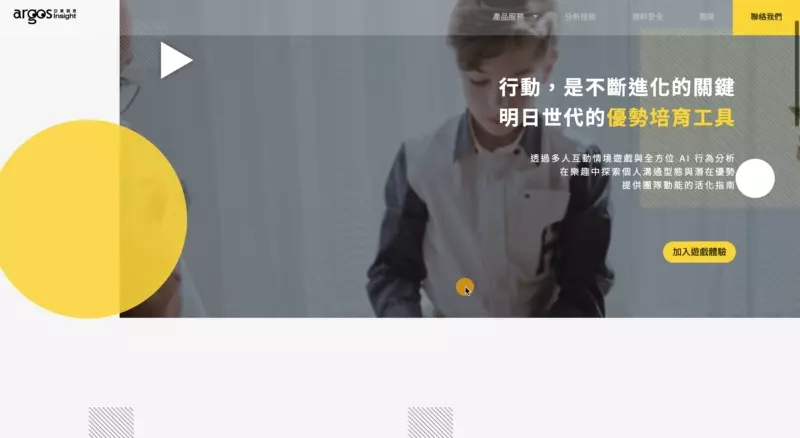 argos Insight
產品服務
分析技術
資料安全
團隊
聯絡我們
行動，是不斷進化的關鍵
明日世代的優勢培育工具
透過多人互動情境遊戲與全方位 AI 行為分析
在樂趣中探索個人溝通型態與潛在優勢
提供團隊動能的活化指南
加入遊戲體驗